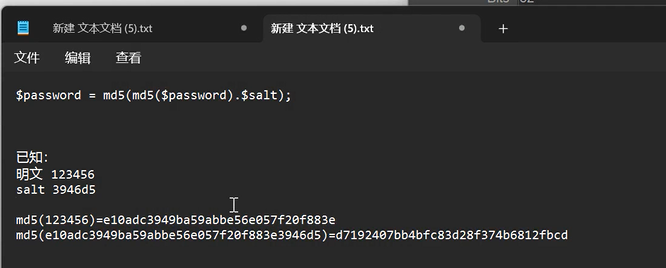 Bits 32
新建 文本文档 (5).txt
新建 文本文档 (5).txt
文件 编辑 查看
$password = md5(md5($password).$salt);
已知:
明文 123456
salt 3946d5
md5(123456)=e10adc3949ba59abbe56e057f20f883e
md5(e10adc3949ba59abbe56e057f20f883e3946d5)=d7192407bb4bfc83d28f374b6812fbcd